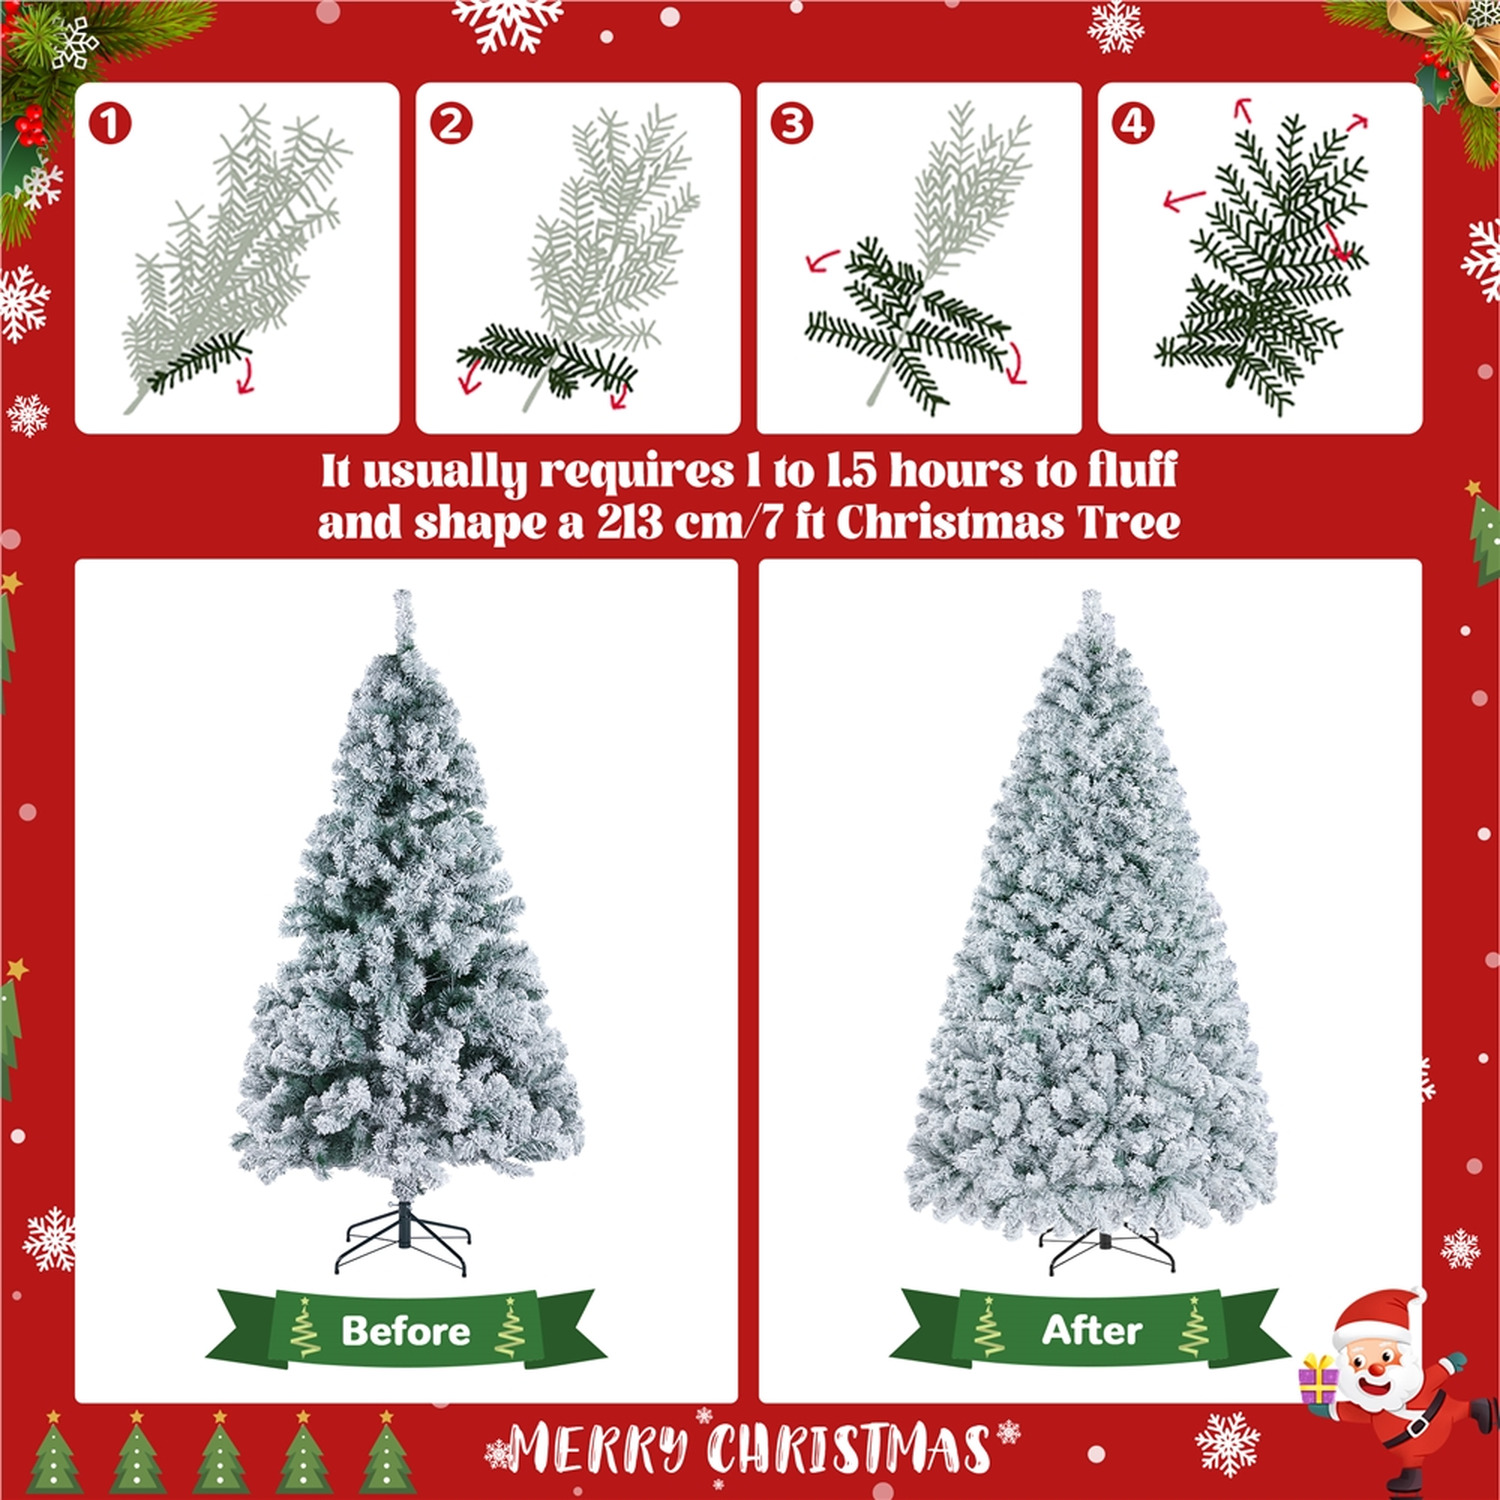 1
2
3
4
It usually requires 1 to 1.5 hours to fluff
and shape a 213 cm/7 ft Christmas Tree
Before
After
MERRY CHRISTMAS